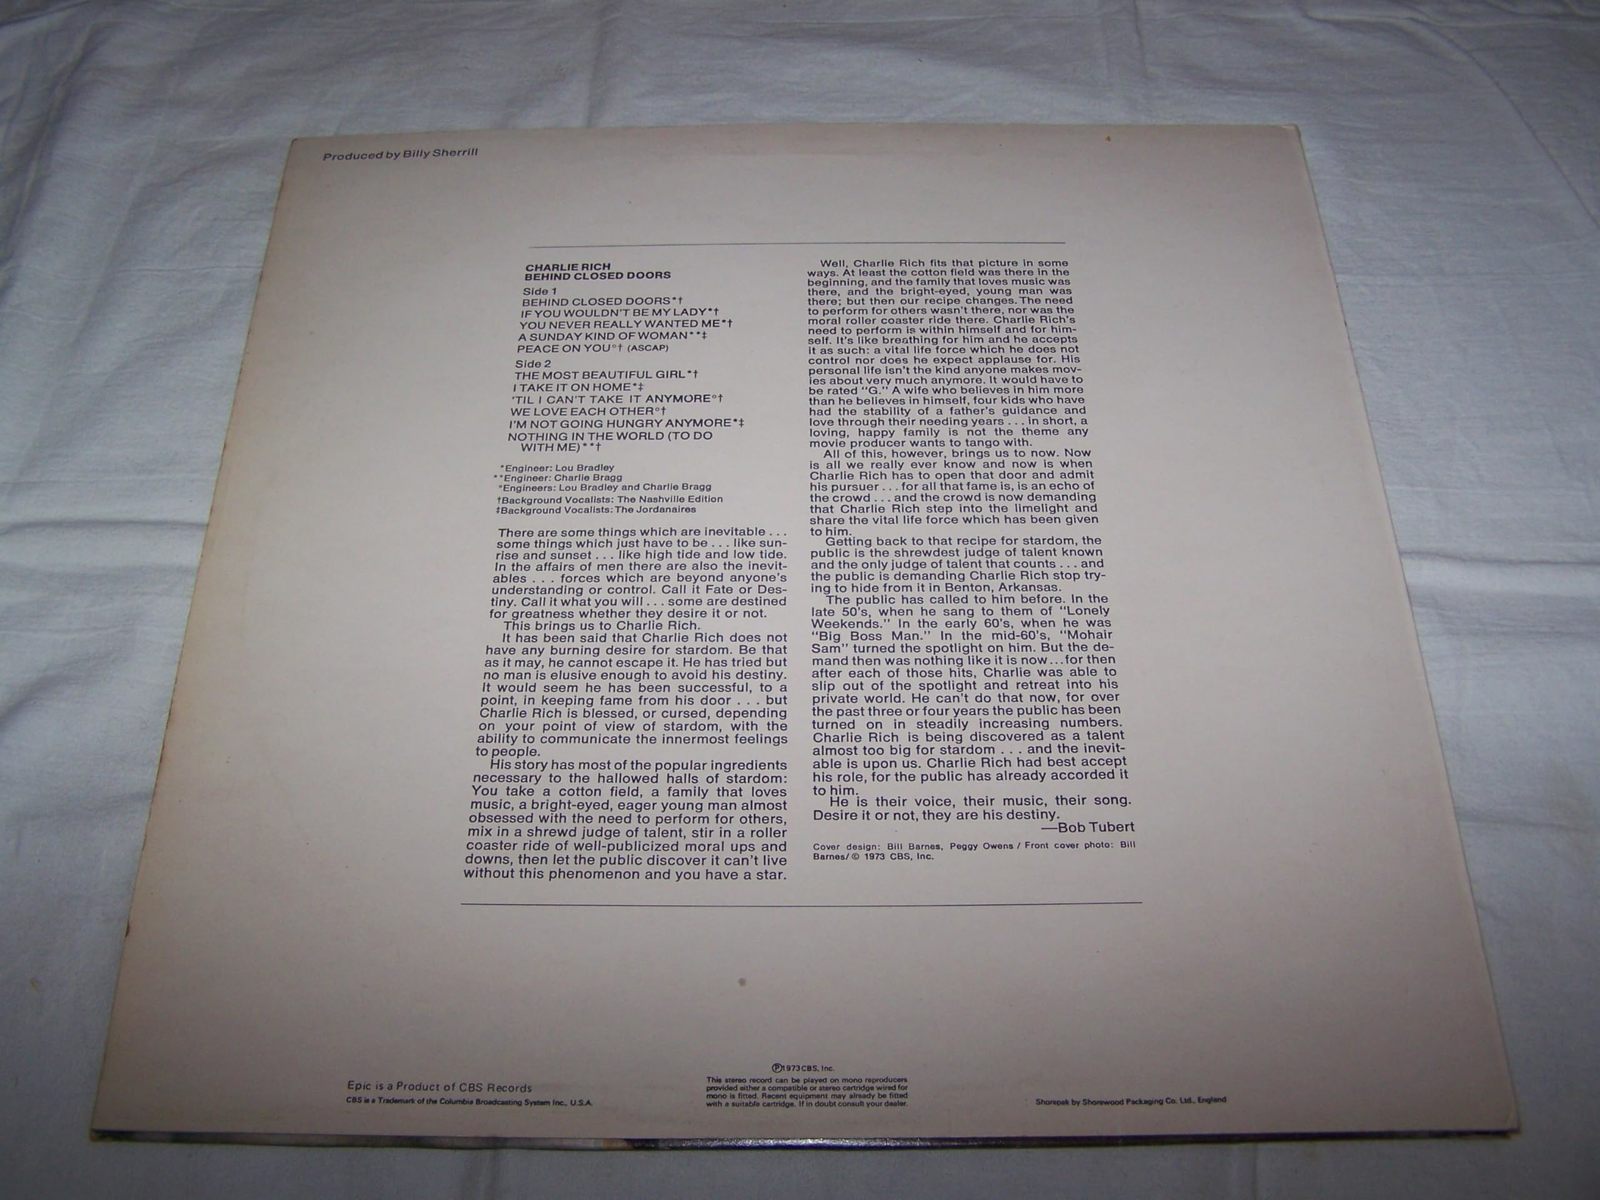 Produced by Billy Sherrill
CHARLIE RICH
BEHIND CLOSED DOORS
Side 1
BEHIND CLOSED DOORS*†
IF YOU WOULDN'T BE MY LADY*†
YOU NEVER REALLY WANTED ME*†
A SUNDAY KIND OF WOMAN**‡
PEACE ON YOU°† (ASCAP)
Side 2
THE MOST BEAUTIFUL GIRL*†
I TAKE IT ON HOME*‡
'TIL I CAN'T TAKE IT ANYMORE°†
WE LOVE EACH OTHER°†
I'M NOT GOING HUNGRY ANYMORE*‡
NOTHING IN THE WORLD (TO DO
WITH ME)**†
*Engineer: Lou Bradley
**Engineer: Charlie Bragg
°Engineers: Lou Bradley and Charlie Bragg
†Background Vocalists: The Nashville Edition
‡Background Vocalists: The Jordanaires
There are some things which are inevitable . . .
some things which just have to be . . . like sun-
rise and sunset . . . like high tide and low tide.
In the affairs of men there are also the inevit-
ables . . . forces which are beyond anyone's
understanding or control. Call it Fate or Des-
tiny. Call it what you will . . . some are destined
for greatness whether they desire it or not.
This brings us to Charlie Rich.
It has been said that Charlie Rich does not
have any burning desire for stardom. Be that
as it may, he cannot escape it. He has tried but
no man is elusive enough to avoid his destiny.
It would seem he has been successful, to a
point, in keeping fame from his door . . . but
Charlie Rich is blessed, or cursed, depending
on your point of view of stardom, with the
ability to communicate the innermost feelings
to people.
His story has most of the popular ingredients
necessary to the hallowed halls of stardom:
You take a cotton field, a family that loves
music, a bright-eyed, eager young man almost
obsessed with the need to perform for others,
mix in a shrewd judge of talent, stir in a roller
coaster ride of well-publicized moral ups and
downs, then let the public discover it can't live
without this phenomenon and you have a star.
Well, Charlie Rich fits that picture in some
ways. At least the cotton field was there in the
beginning, and the family that loves music was
there, and the bright-eyed, young man was
there; but then our recipe changes. The need
to perform for others wasn't there, nor was the
moral roller coaster ride there. Charlie Rich's
need to perform is within himself and for him-
self. It's like breathing for him and he accepts
it as such: a vital life force which he does not
control nor does he expect applause for. His
personal life isn't the kind anyone makes mov-
ies about very much anymore. It would have to
be rated "G." A wife who believes in him more
than he believes in himself, four kids who have
had the stability of a father's guidance and
love through their needing years . . . in short, a
loving, happy family is not the theme any
movie producer wants to tango with.
All of this, however, brings us to now. Now
is all we really ever know and now is when
Charlie Rich has to open that door and admit
his pursuer . . . for all that fame is, is an echo of
the crowd . . . and the crowd is now demanding
that Charlie Rich step into the limelight and
share the vital life force which has been given
to him.
Getting back to that recipe for stardom, the
public is the shrewdest judge of talent known
and the only judge of talent that counts . . . and
the public is demanding Charlie Rich stop try-
ing to hide from it in Benton, Arkansas.
The public has called to him before. In the
late 50's, when he sang to them of "Lonely
Weekends." In the early 60's, when he was
"Big Boss Man." In the mid-60's, "Mohair
Sam" turned the spotlight on him. But the de-
mand then was nothing like it is now...for then
after each of those hits, Charlie was able to
slip out of the spotlight and retreat into his
private world. He can't do that now, for over
the past three or four years the public has been
turned on in steadily increasing numbers.
Charlie Rich is being discovered as a talent
almost too big for stardom . . . and the inevit-
able is upon us. Charlie Rich had best accept
his role, for the public has already accorded it
to him.
He is their voice, their music, their song.
Desire it or not, they are his destiny.
—Bob Tubert
Cover design: Bill Barnes, Peggy Owens / Front cover photo: Bill
Barnes/ © 1973 CBS, Inc.
Epic is a Product of CBS Records
CBS is a Trademark of the Columbia Broadcasting System Inc., U.S.A.
℗1973 CBS, Inc.
This stereo record can be played on mono reproducers
provided either a compatible or stereo cartridge wired for
mono is fitted. Recent equipment may already be fitted
with a suitable cartridge. If in doubt consult your dealer.
Shorepak by Shorewood Packaging Co. Ltd., England